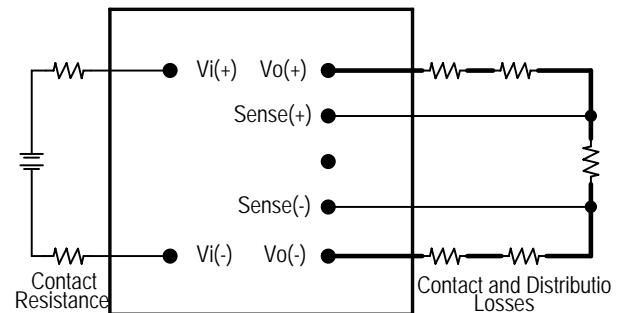 Vi(+) Vo(+)
Sense(+)
Sense(-)
Vi(-) Vo(-)
Contact
Resistance
Contact and Distributio
Losses